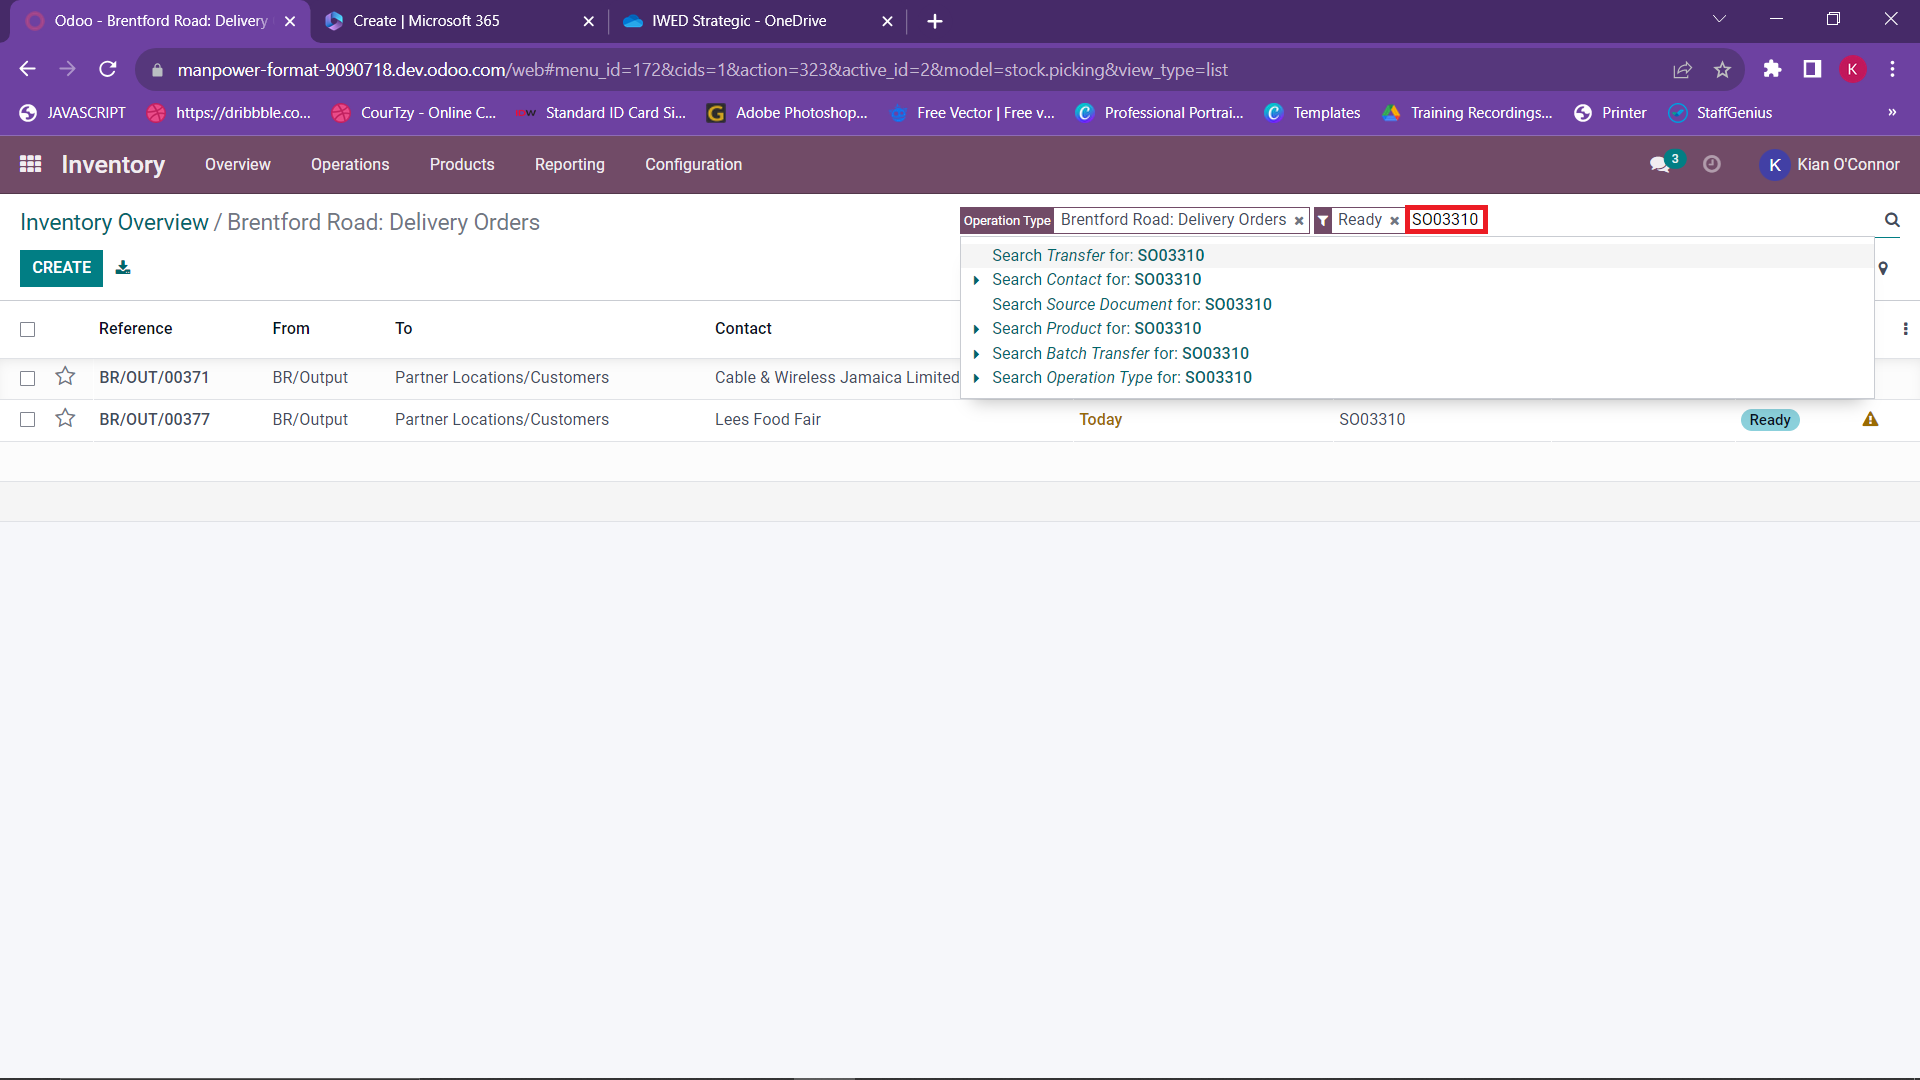 Odoo - Brentford Road: Delivery
Create | Microsoft 365
IWED Strategic - OneDrive
manpower-format-9090718.dev.odoo.com/web#menu_id=172&cids=1&action=323&active_id=2&model=stock.picking&view_type=list
K
JAVASCRIPT
https://dribbble.co...
CourTzy - Online C...
Standard ID Card Si...
Adobe Photoshop...
Free Vector | Free v...
Professional Portrai...
Templates
Training Recordings...
Printer
StaffGenius
»
Inventory
Overview
Operations
Products
Reporting
Configuration
3
K
Kian O'Connor
Inventory Overview / Brentford Road: Delivery Orders
Operation Type
Brentford Road: Delivery Orders
Ready
SO03310
CREATE
Search Transfer for: SO03310
Search Contact for: SO03310
Search Source Document for: SO03310
Search Product for: SO03310
Search Batch Transfer for: SO03310
Search Operation Type for: SO03310
Reference
From
To
Contact
BR/OUT/00371
BR/Output
Partner Locations/Customers
Cable & Wireless Jamaica Limited
BR/OUT/00377
BR/Output
Partner Locations/Customers
Lees Food Fair
Today
SO03310
Ready